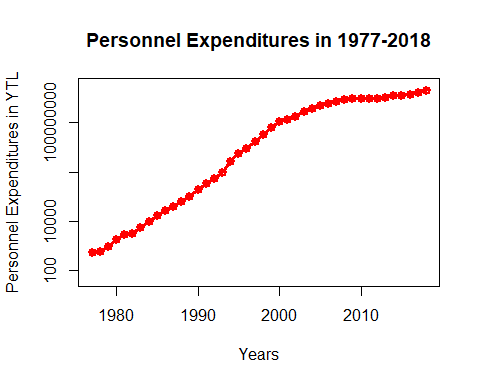 Personnel Expenditures in 1977-2018
Personnel Expenditures in YTL
100000000
10000
100
1980 1990 2000 2010
Years